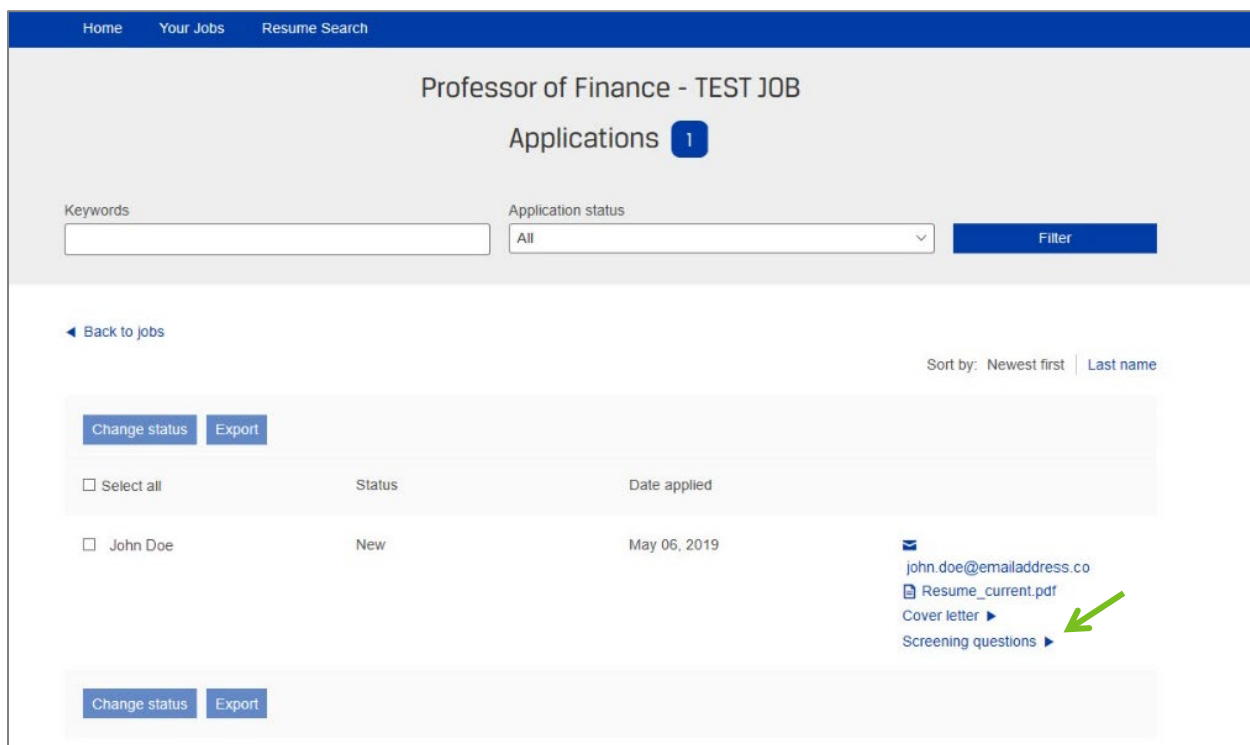 Home Your Jobs Resume Search
Professor of Finance - TEST JOB
Applications 1
Keywords
Application status
All
Filter
◄ Back to jobs
Sort by: Newest first | Last name
Change status Export
Select all Status Date applied
John Doe New May 06, 2019
john.doe@emailaddress.co
Resume_current.pdf
Cover letter ►
Screening questions ►
Change status Export